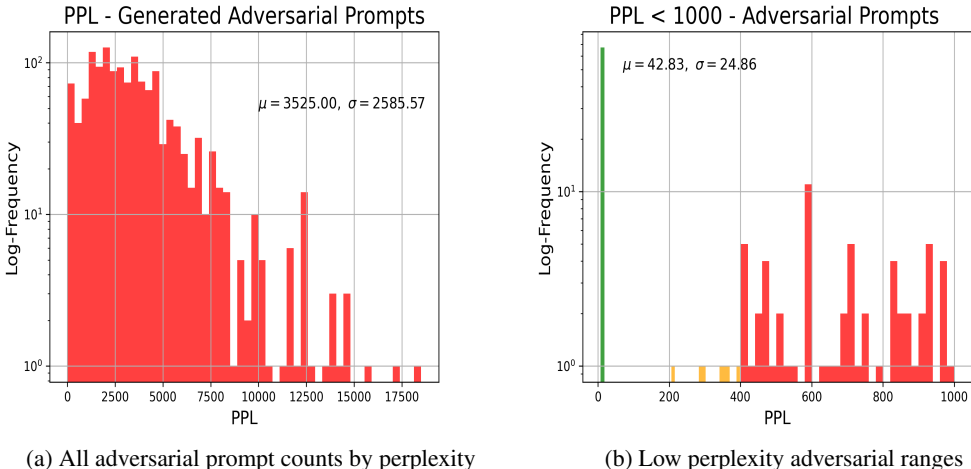 PPL - Generated Adversarial Prompts
μ = 3525.00, σ = 2585.57
Log-Frequency
10²
10¹
10⁰
0 2500 5000 7500 10000 12500 15000 17500
PPL
(a) All adversarial prompt counts by perplexity
PPL < 1000 - Adversarial Prompts
μ = 42.83, σ = 24.86
Log-Frequency
10¹
10⁰
0 200 400 600 800 1000
PPL
(b) Low perplexity adversarial ranges